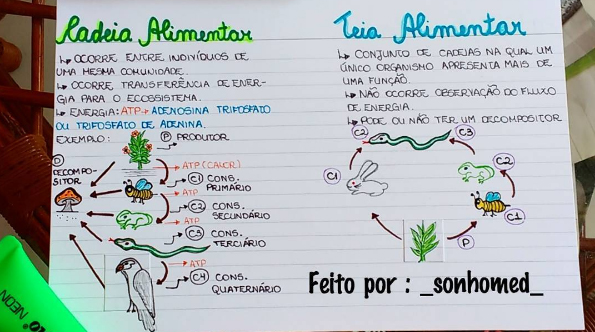 Cadeia Alimentar
↳ OCORRE ENTRE INDIVÍDUOS DE
UMA MESMA COMUNIDADE.
↳ OCORRE TRANSFERÊNCIA DE ENER-
GIA PARA O ECOSSISTEMA.
↳ ENERGIA: ATP → ADENOSINA TRIFOSFATO
OU TRIFOSFATO DE ADENINA.
EXEMPLO:
P PRODUTOR
D
DECOMPO-
SITOR
ATP (CALOR)
C1 CONS.
PRIMÁRIO
ATP
C2 CONS.
SECUNDÁRIO
ATP
C3 CONS.
TERCIÁRIO
ATP
C4 CONS.
QUATERNÁRIO
Teia Alimentar
↳ CONJUNTO DE CADEIAS NA QUAL UM
ÚNICO ORGANISMO APRESENTA MAIS DE
UMA FUNÇÃO.
↳ NÃO OCORRE OBSERVAÇÃO DO FLUXO
DE ENERGIA.
↳ PODE OU NÃO TER UM DECOMPOSITOR
C2
C3
C1
C2
C1
P
Feito por : _sonhomed_
NEON